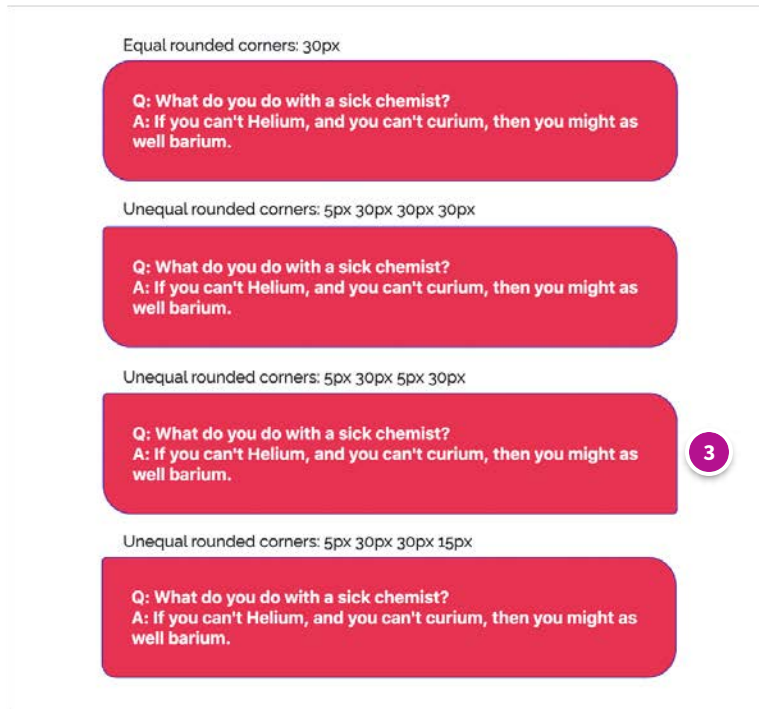 Equal rounded corners: 30px
Q: What do you do with a sick chemist?
A: If you can't Helium, and you can't curium, then you might as
well barium.
Unequal rounded corners: 5px 30px 30px 30px
Q: What do you do with a sick chemist?
A: If you can't Helium, and you can't curium, then you might as
well barium.
Unequal rounded corners: 5px 30px 5px 30px
Q: What do you do with a sick chemist?
A: If you can't Helium, and you can't curium, then you might as
well barium.
3
Unequal rounded corners: 5px 30px 30px 15px
Q: What do you do with a sick chemist?
A: If you can't Helium, and you can't curium, then you might as
well barium.